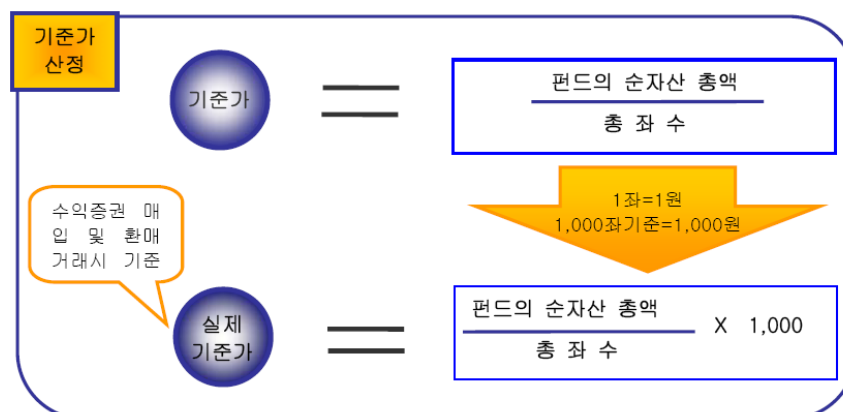 기준가
산정
기준가
펀드의 순자산 총액
총 좌 수
1좌=1원
1,000좌기준=1,000원
수익증권 매
입 및 환매
거래시 기준
실제
기준가
펀드의 순자산 총액
총 좌 수
X 1,000